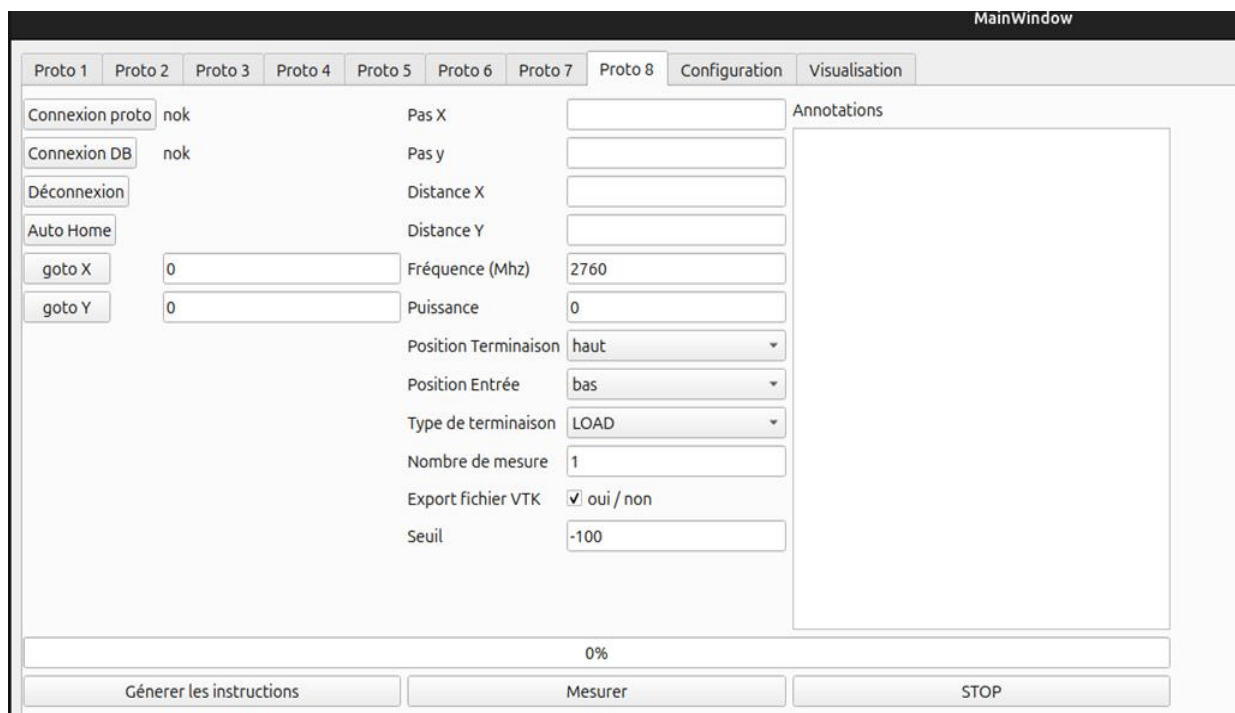 MainWindow
Proto 1 Proto 2 Proto 3 Proto 4 Proto 5 Proto 6 Proto 7 Proto 8 Configuration Visualisation
Connexion proto nok Pas X Annotations
Connexion DB nok Pas y
Déconnexion Distance X
Auto Home Distance Y
goto X 0 Fréquence (Mhz) 2760
goto Y 0 Puissance 0
Position Terminaison haut
Position Entrée bas
Type de terminaison LOAD
Nombre de mesure 1
Export fichier VTK oui / non
Seuil -100
0%
Génerer les instructions Mesurer STOP